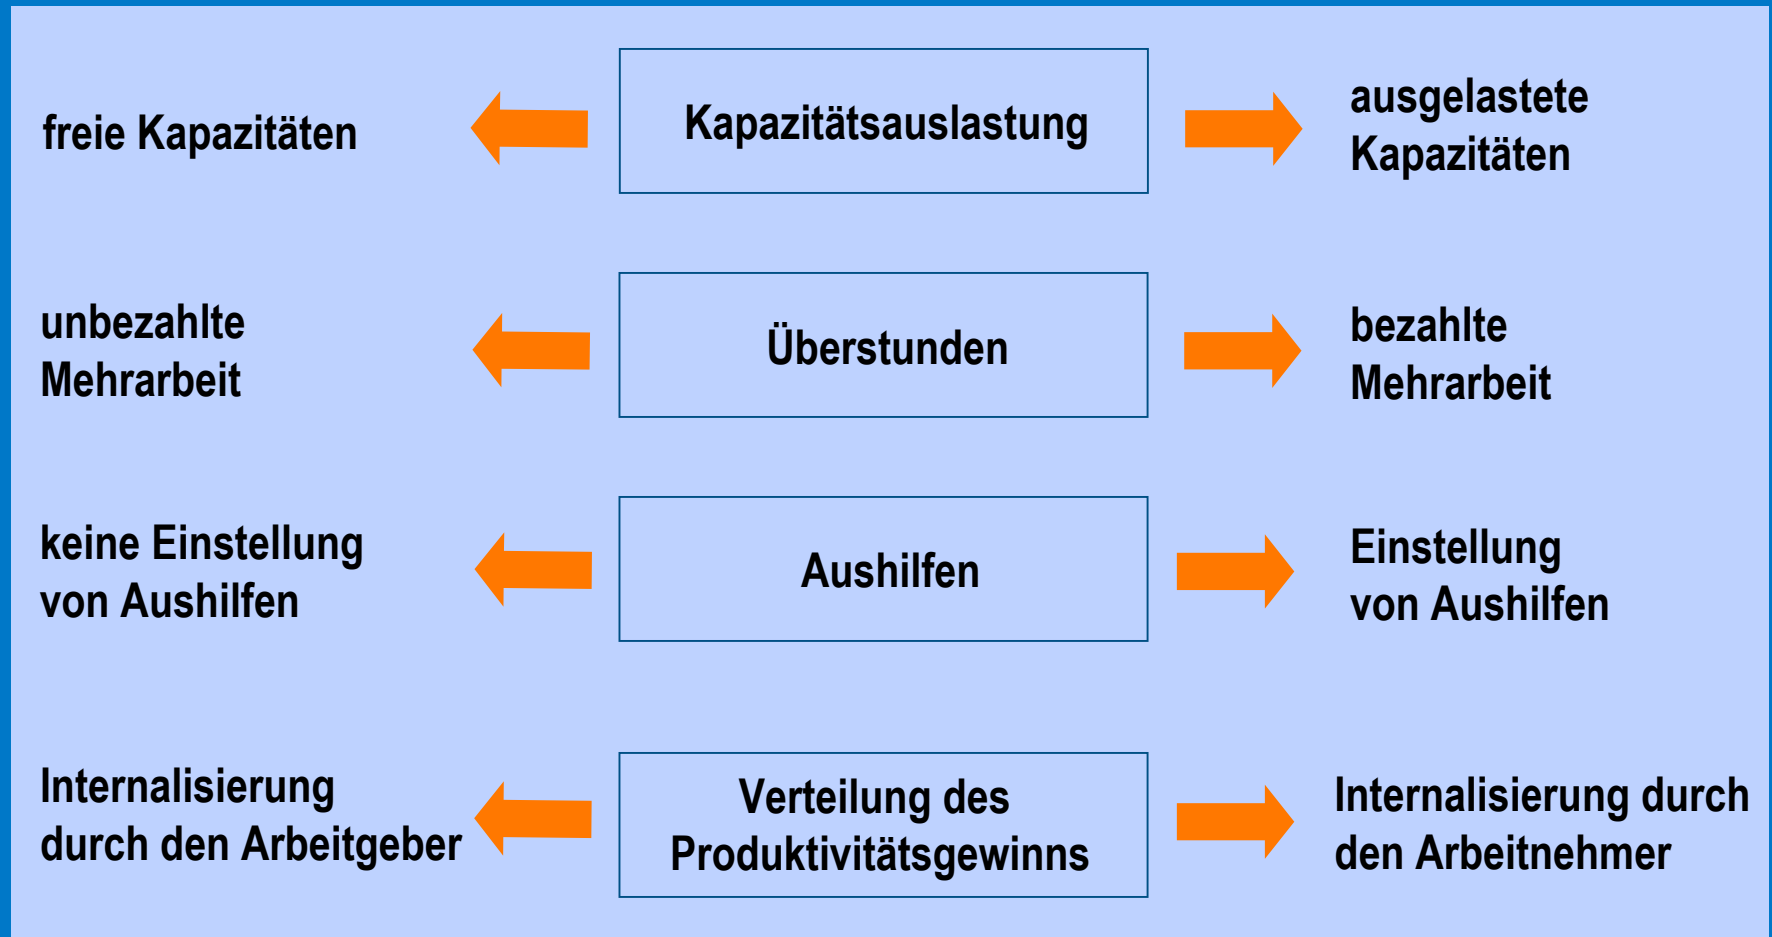 freie Kapazitäten
Kapazitätsauslastung
ausgelastete
Kapazitäten
unbezahlte
Mehrarbeit
Überstunden
bezahlte
Mehrarbeit
keine Einstellung
von Aushilfen
Aushilfen
Einstellung
von Aushilfen
Internalisierung
durch den Arbeitgeber
Verteilung des
Produktivitätsgewinns
Internalisierung durch
den Arbeitnehmer